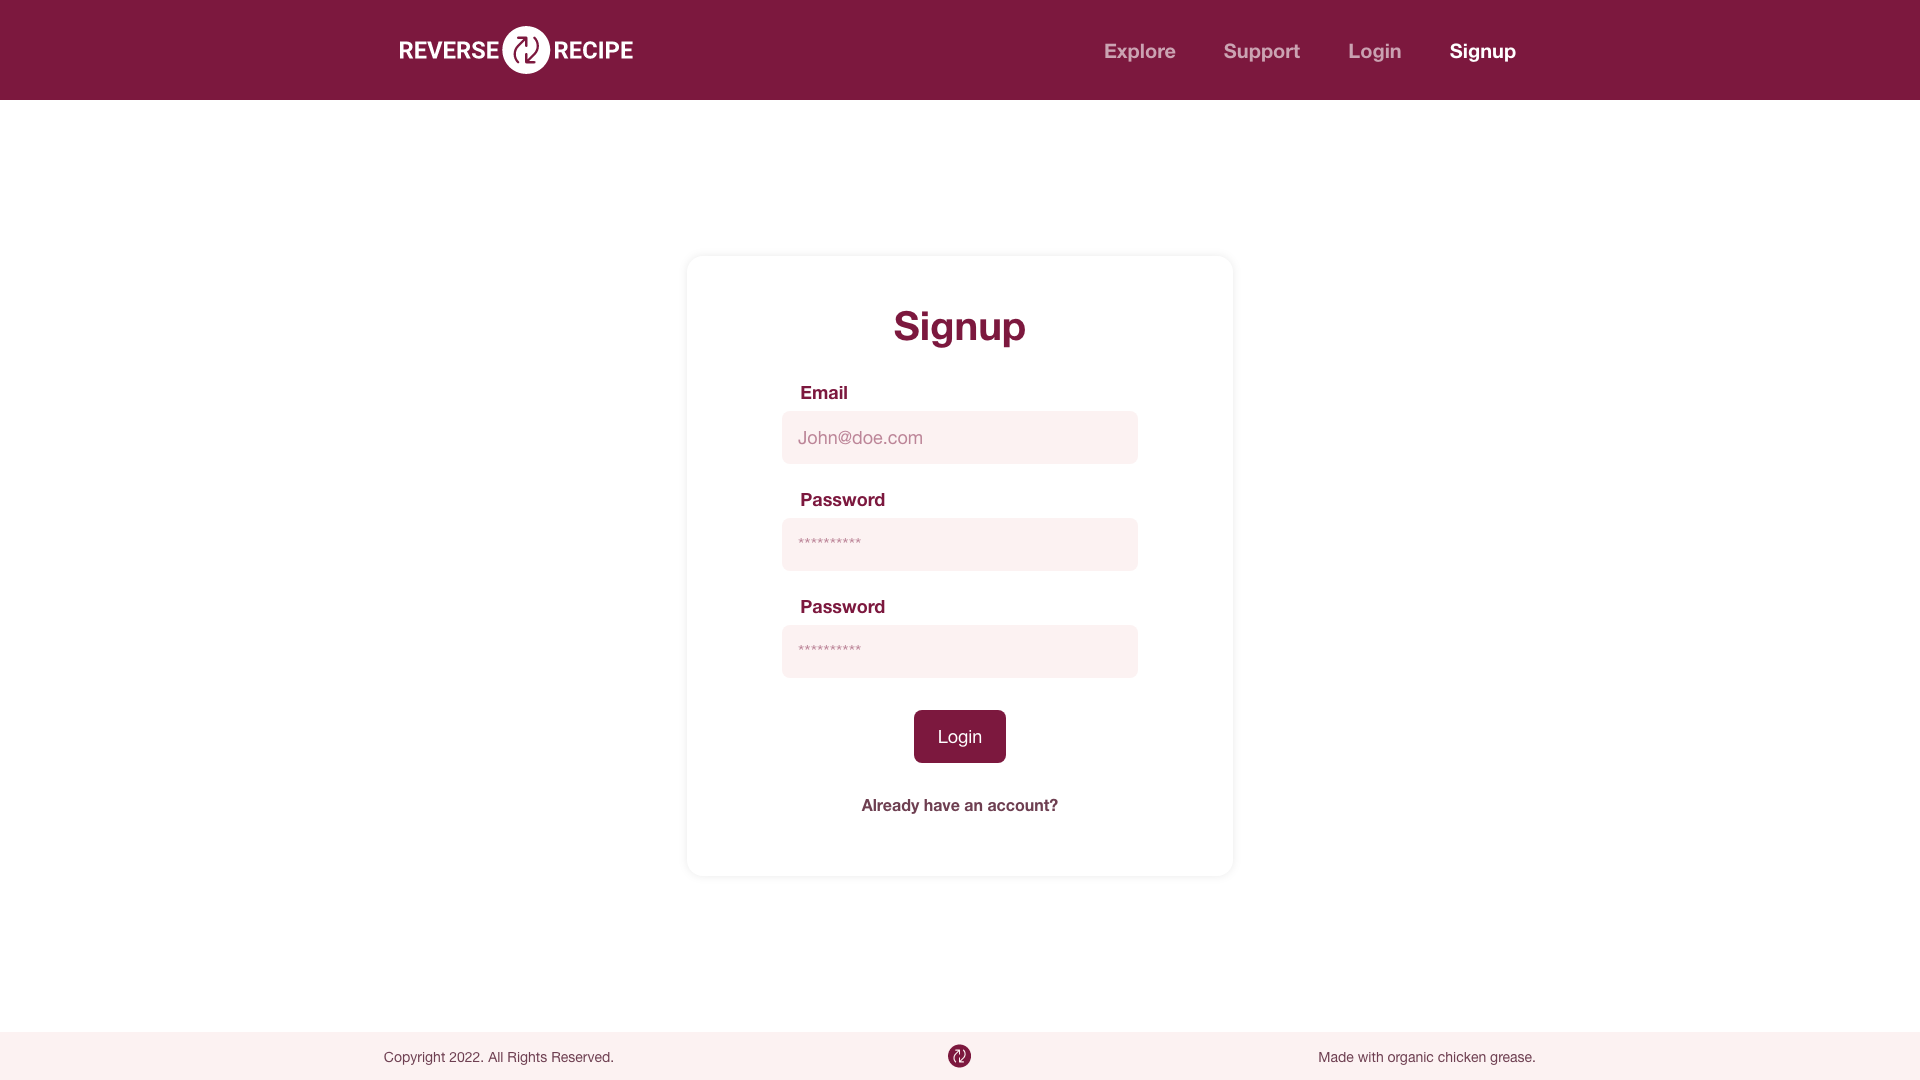 REVERSE RECIPE
Explore Support Login Signup
Signup
Email
John@doe.com
Password
**********
Password
**********
Login
Already have an account?
Copyright 2022. All Rights Reserved.
Made with organic chicken grease.